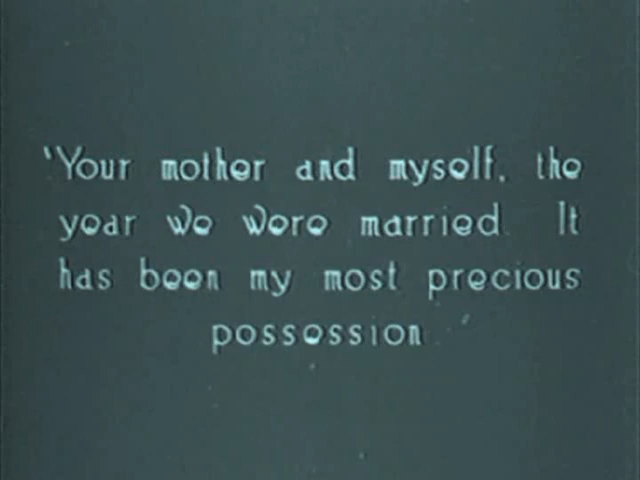 'Your mother and myself, the
year we were married It
has been my most precious
possession